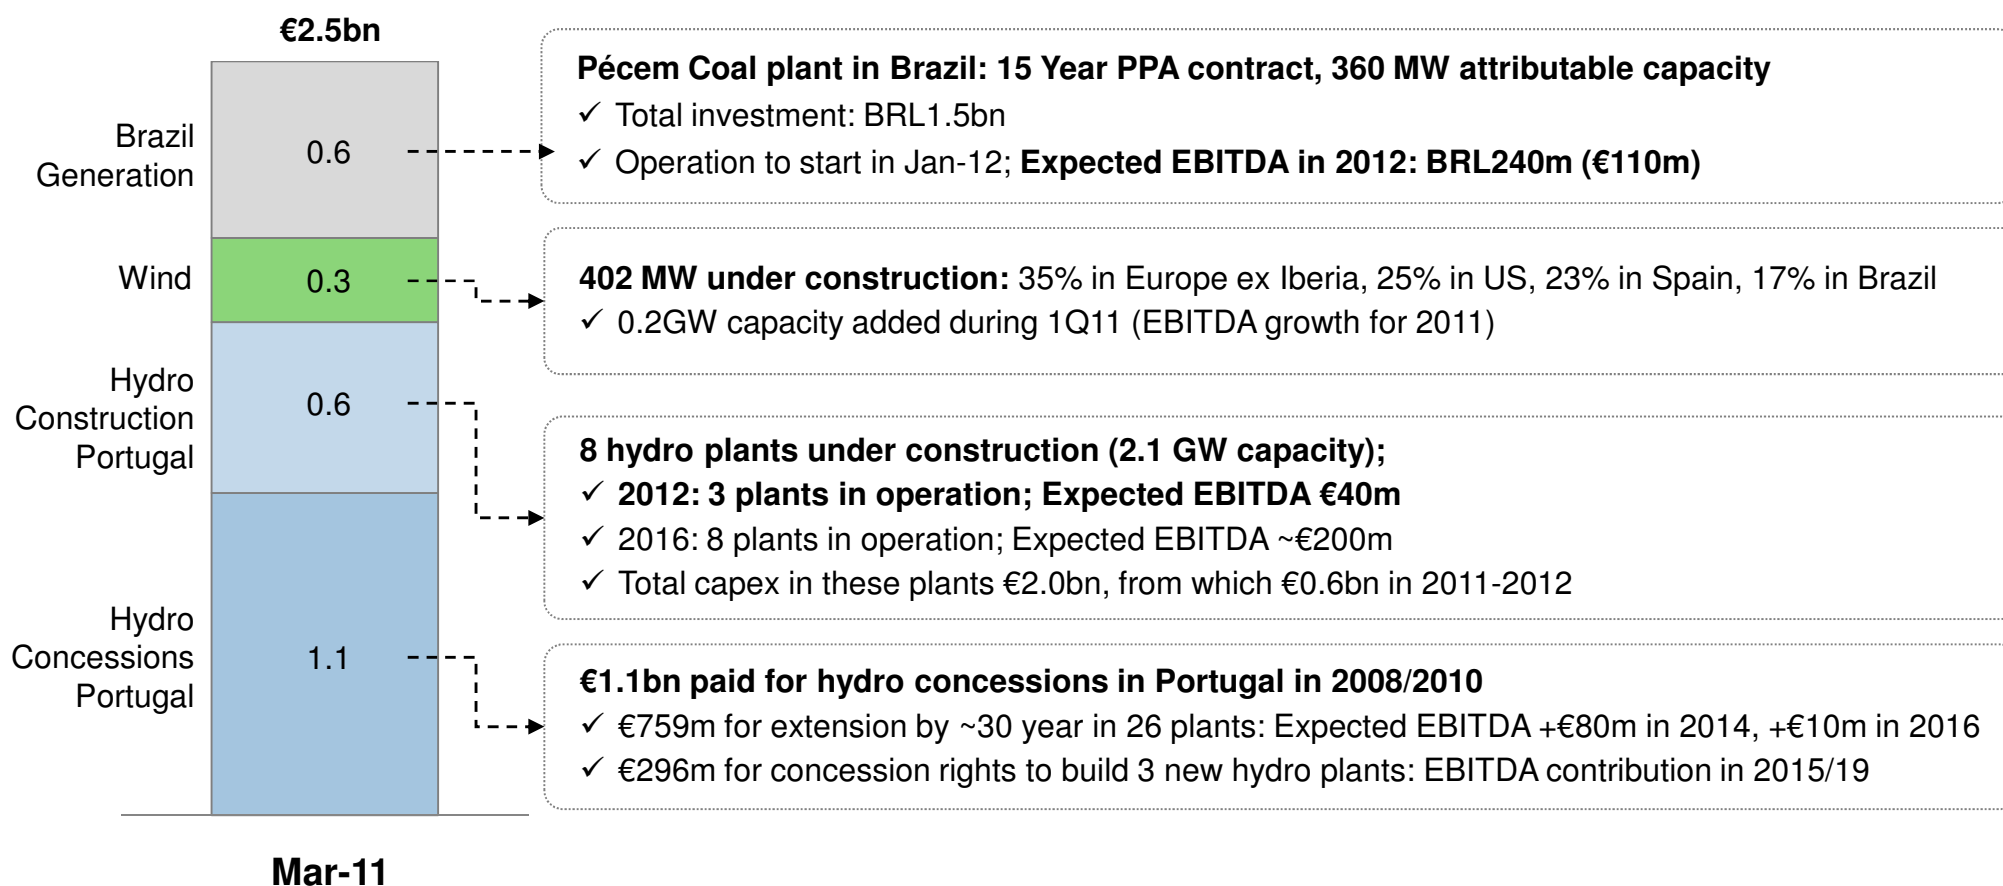 €2.5bn
Brazil
Generation
0.6
Pécem Coal plant in Brazil: 15 Year PPA contract, 360 MW attributable capacity
✓ Total investment: BRL1.5bn
✓ Operation to start in Jan-12; Expected EBITDA in 2012: BRL240m (€110m)
Wind
0.3
402 MW under construction: 35% in Europe ex Iberia, 25% in US, 23% in Spain, 17% in Brazil
✓ 0.2GW capacity added during 1Q11 (EBITDA growth for 2011)
Hydro
Construction
Portugal
0.6
8 hydro plants under construction (2.1 GW capacity);
✓ 2012: 3 plants in operation; Expected EBITDA €40m
✓ 2016: 8 plants in operation; Expected EBITDA ~€200m
✓ Total capex in these plants €2.0bn, from which €0.6bn in 2011-2012
Hydro
Concessions
Portugal
1.1
€1.1bn paid for hydro concessions in Portugal in 2008/2010
✓ €759m for extension by ~30 year in 26 plants: Expected EBITDA +€80m in 2014, +€10m in 2016
✓ €296m for concession rights to build 3 new hydro plants: EBITDA contribution in 2015/19
Mar-11